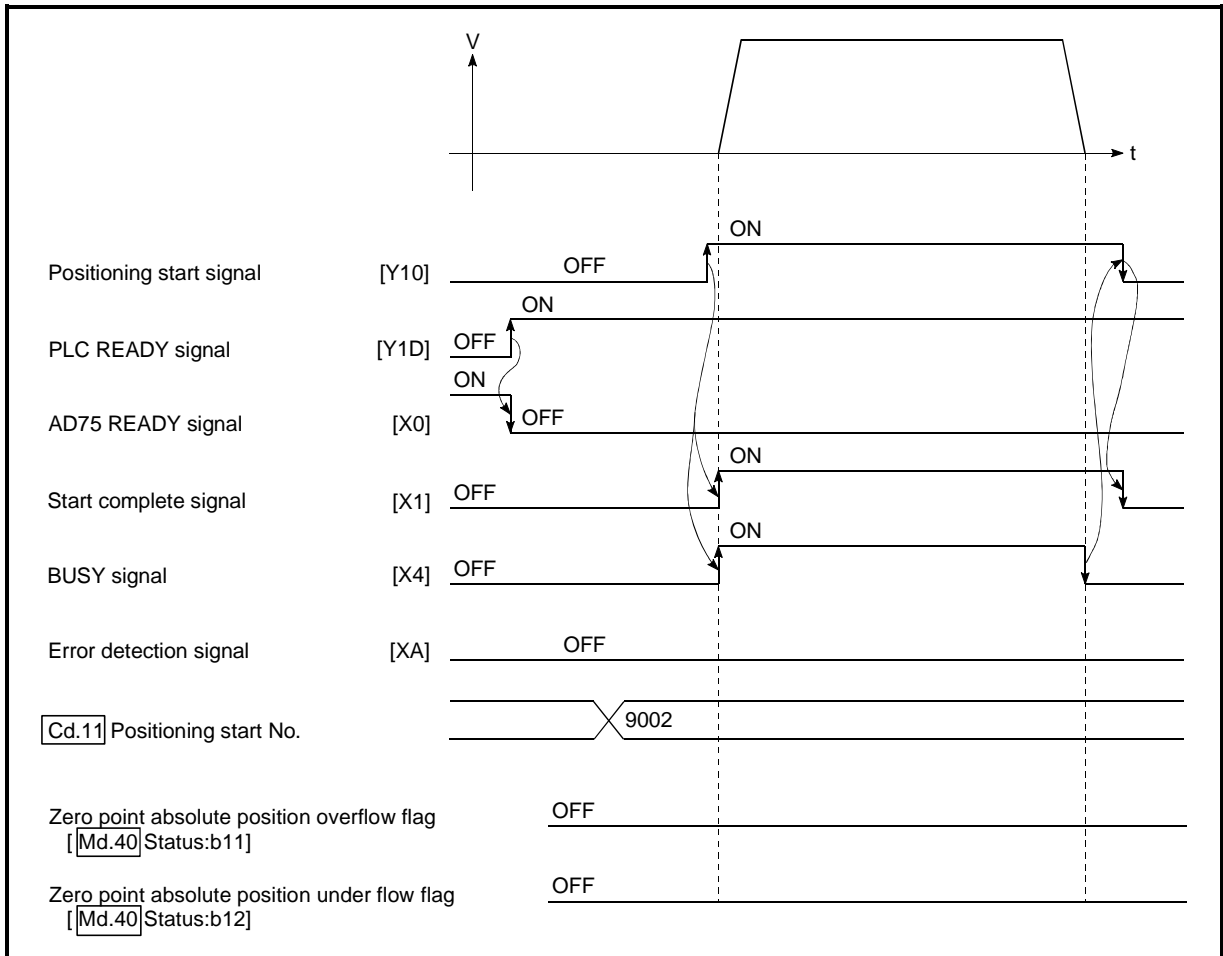 V
t
ON
Positioning start signal [Y10] OFF
ON
PLC READY signal [Y1D] OFF
ON
AD75 READY signal [X0] OFF
ON
Start complete signal [X1] OFF
ON
BUSY signal [X4] OFF
Error detection signal [XA] OFF
Cd.11 Positioning start No. 9002
Zero point absolute position overflow flag OFF
[ Md.40 Status:b11]
Zero point absolute position under flow flag OFF
[ Md.40 Status:b12]